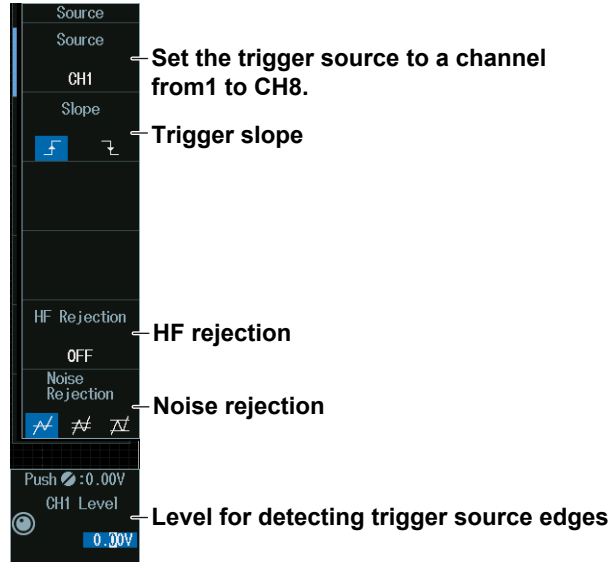 Source
Source
CH1
Set the trigger source to a channel
from1 to CH8.
Slope
Trigger slope
HF Rejection
OFF
HF rejection
Noise
Rejection
Noise rejection
Push :0.00V
CH1 Level
0.00V
Level for detecting trigger source edges